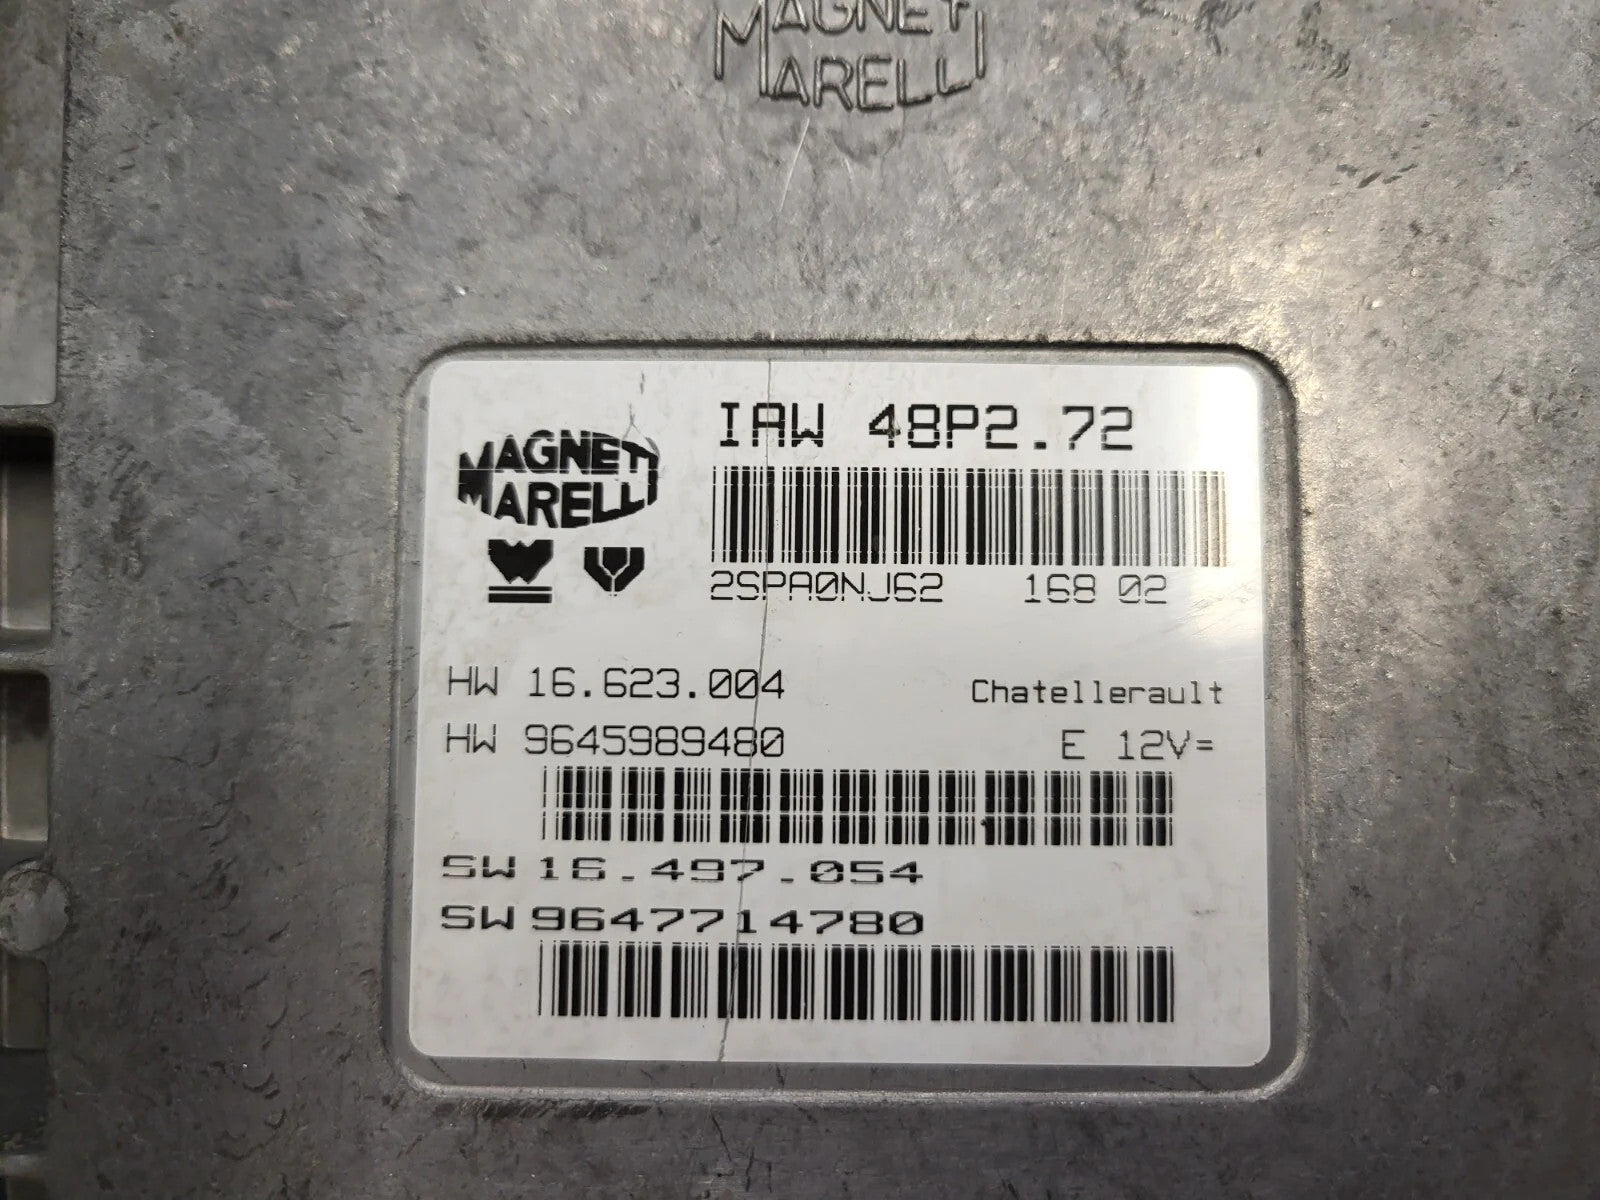 MAGNETI
MARELLI
MAGNETI
MARELLI
IAW 48P2.72
2SPA0NJ62 168 02
HW 16.623.004
Chatellerault
HW 9645989480
E 12V=
SW 16.497.054
SW 9647714780